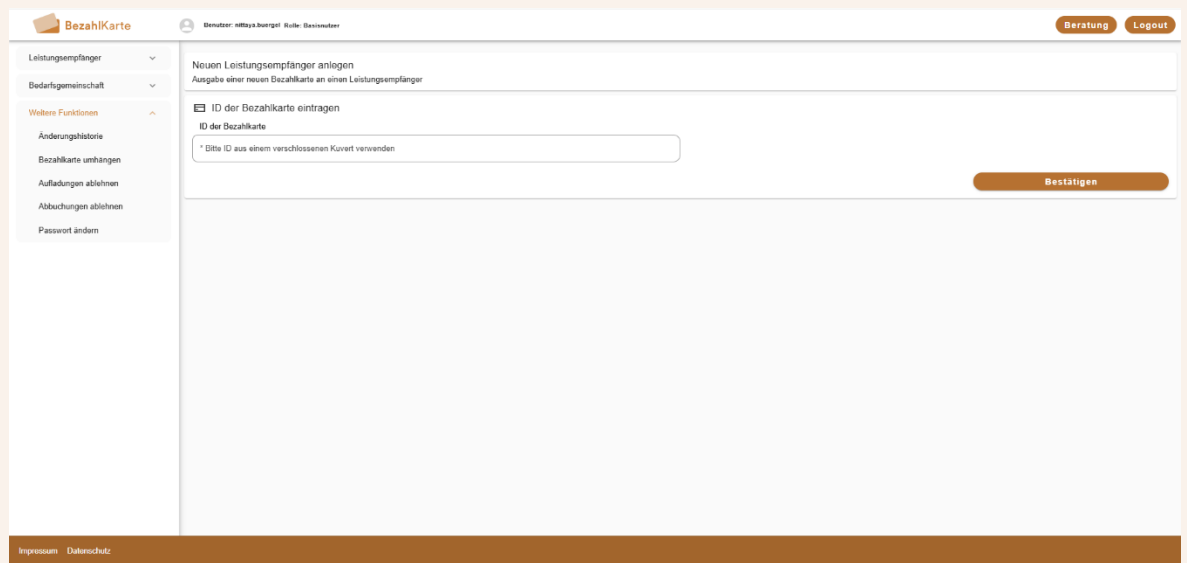 BezahlKarte
Benutzer: nittaya.buergel Rolle: Basisnutzer
Beratung
Logout
Leistungsempfänger
Bedarfsgemeinschaft
Weitere Funktionen
Änderungshistorie
Bezahlkarte umhängen
Aufladungen ablehnen
Abbuchungen ablehnen
Passwort ändern
Neuen Leistungsempfänger anlegen
Ausgabe einer neuen Bezahlkarte an einen Leistungsempfänger
ID der Bezahlkarte eintragen
ID der Bezahlkarte
* Bitte ID aus einem verschlossenen Kuvert verwenden
Bestätigen
Impressum Datenschutz